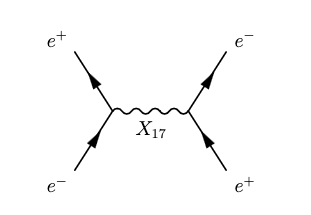 e⁺ e⁻
X₁₇
e⁻ e⁺